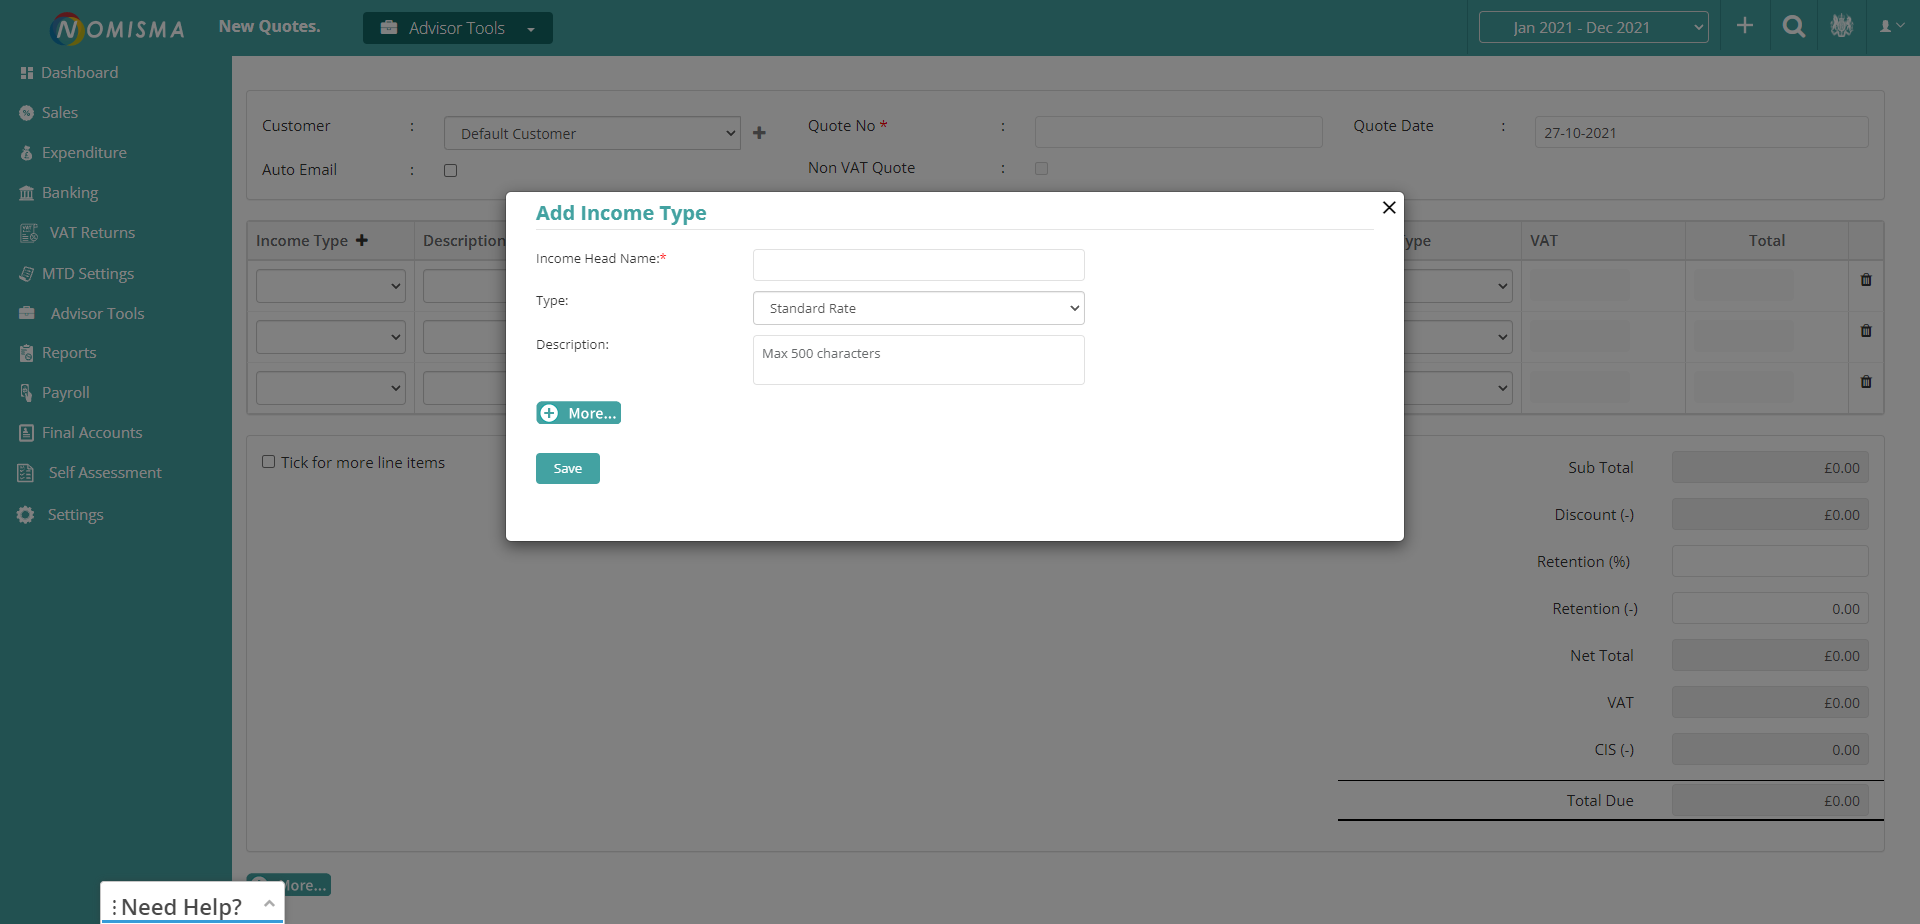 NOMISMA
New Quotes.
Advisor Tools
Jan 2021 - Dec 2021
Dashboard
Sales
Expenditure
Banking
VAT Returns
MTD Settings
Advisor Tools
Reports
Payroll
Final Accounts
Self Assessment
Settings
Customer : Default Customer
Quote No * :
Quote Date : 27-10-2021
Auto Email :
Non VAT Quote :
Income Type
Description
VAT
Total
Add Income Type
Income Head Name:*
Type: Standard Rate
Description: Max 500 characters
More...
Save
Tick for more line items
Sub Total £0.00
Discount (-) £0.00
Retention (%)
Retention (-) 0.00
Net Total £0.00
VAT £0.00
CIS (-) 0.00
Total Due £0.00
More...
Need Help?